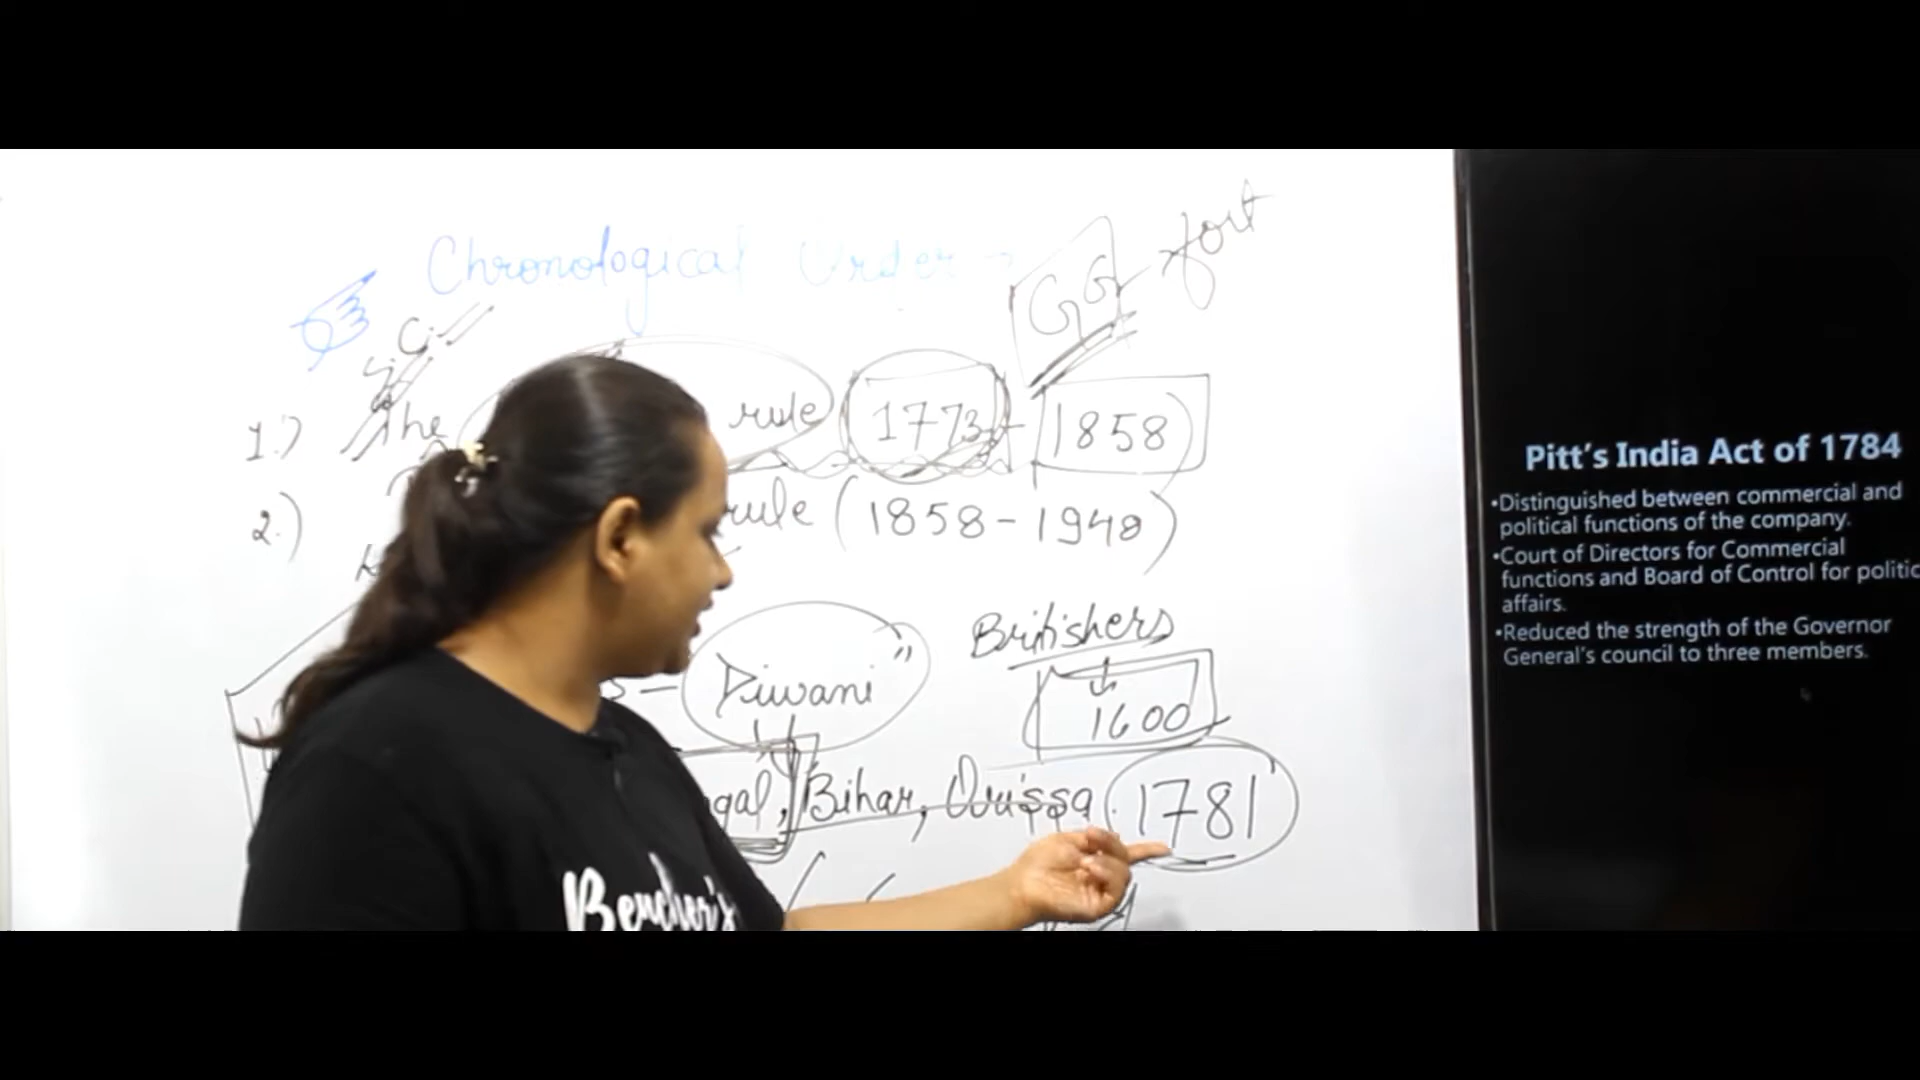 Chronological Order →
GG - fort
S.C.
1.) The rule (1773 - 1858)
2.) rule (1858 - 1948)
Britishers
Diwani"
1600
gal, Bihar, Orissa. 1781
Pitt's India Act of 1784
•Distinguished between commercial and
political functions of the company.
•Court of Directors for Commercial
functions and Board of Control for politic
affairs.
•Reduced the strength of the Governor
General's council to three members.